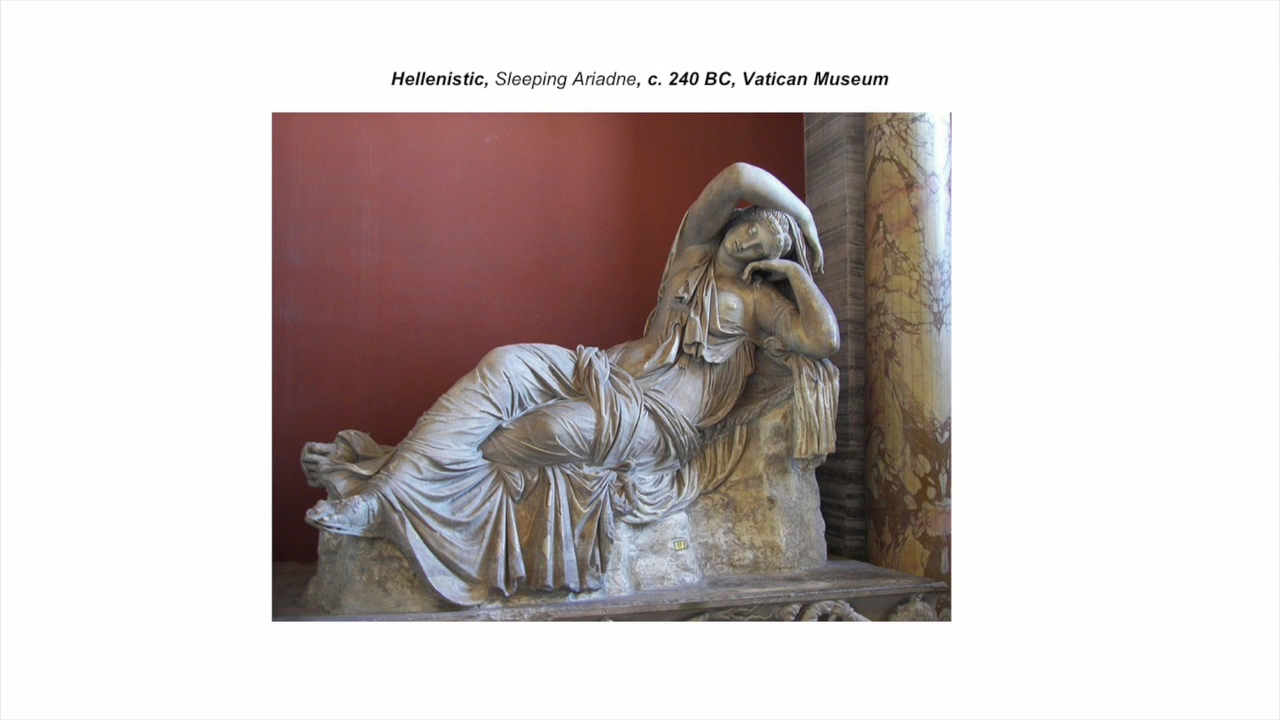 Hellenistic, Sleeping Ariadne, c. 240 BC, Vatican Museum